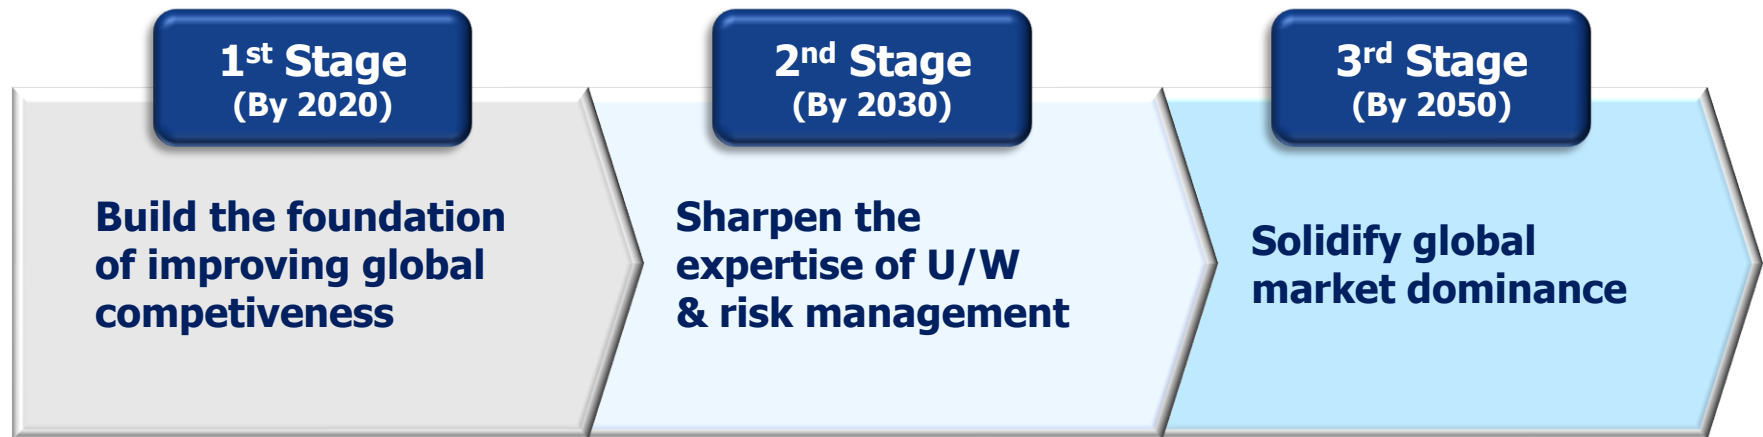 1st Stage
(By 2020)
Build the foundation
of improving global
competiveness
2nd Stage
(By 2030)
Sharpen the
expertise of U/W
& risk management
3rd Stage
(By 2050)
Solidify global
market dominance